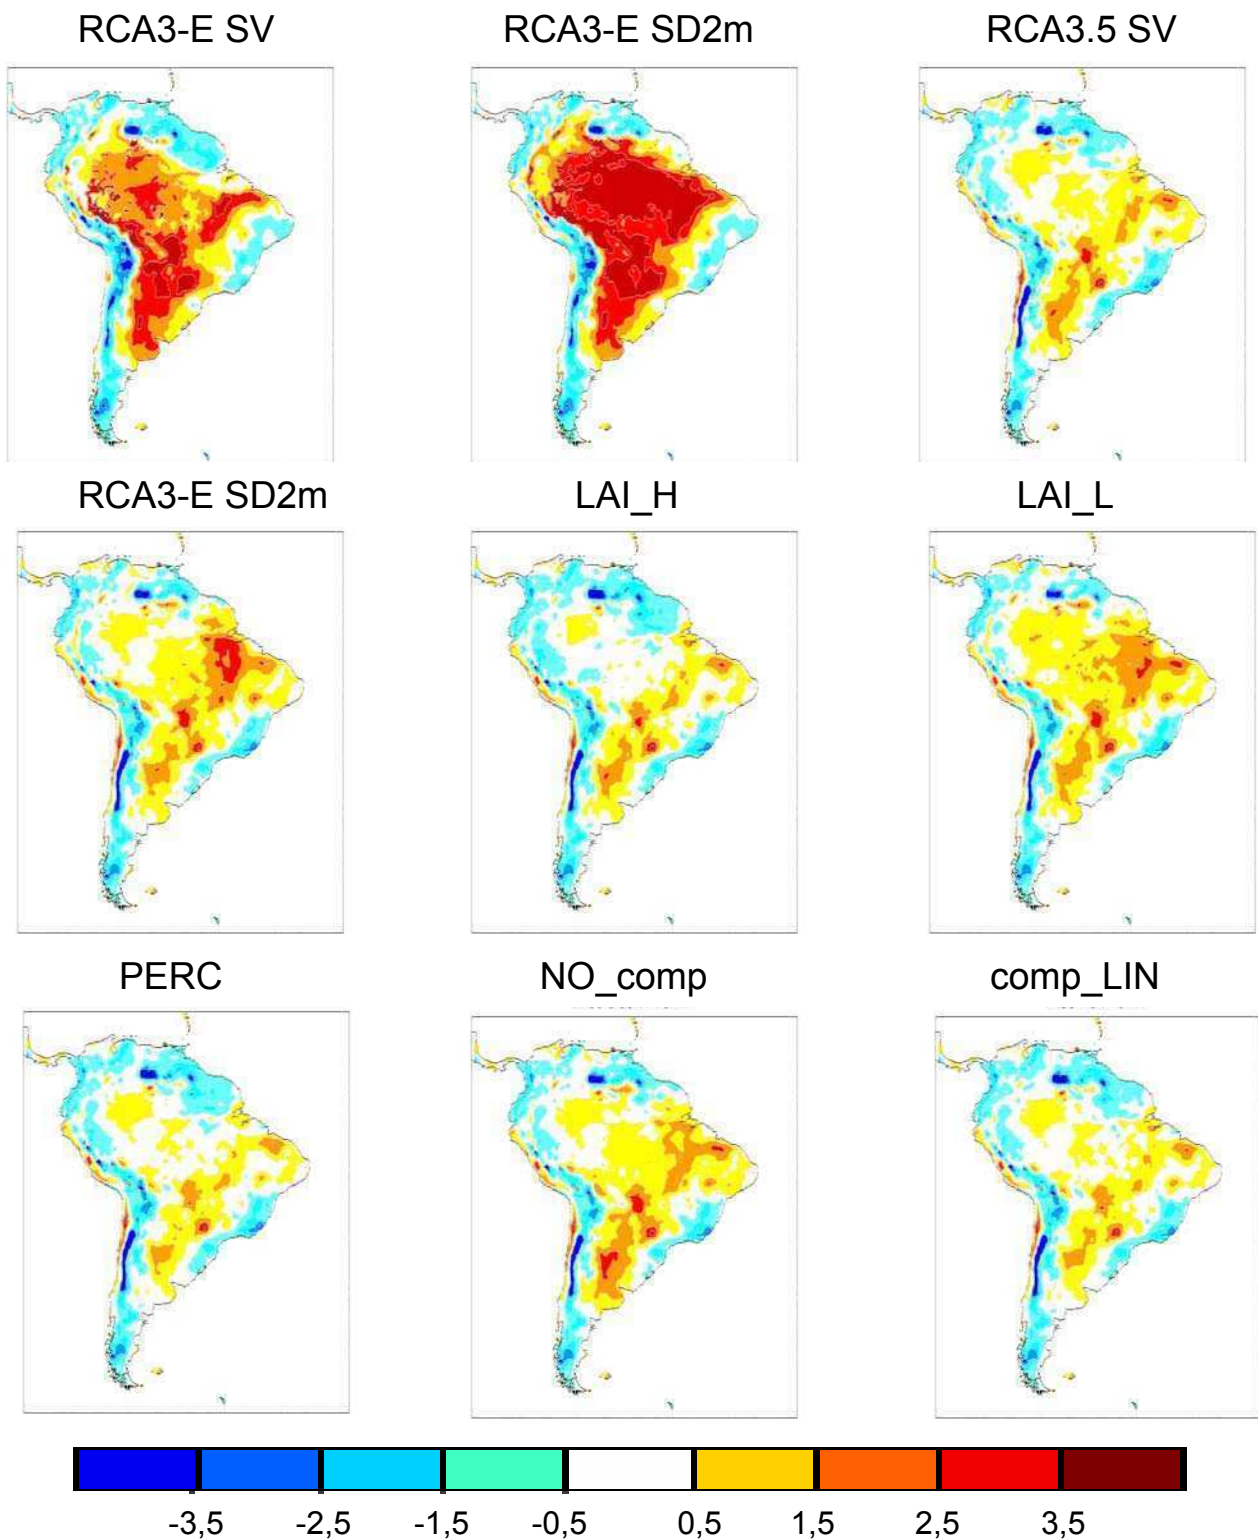 RCA3-E SV RCA3-E SD2m RCA3.5 SV
RCA3-E SD2m LAI_H LAI_L
PERC NO_comp comp_LIN
-3,5 -2,5 -1,5 -0,5 0,5 1,5 2,5 3,5